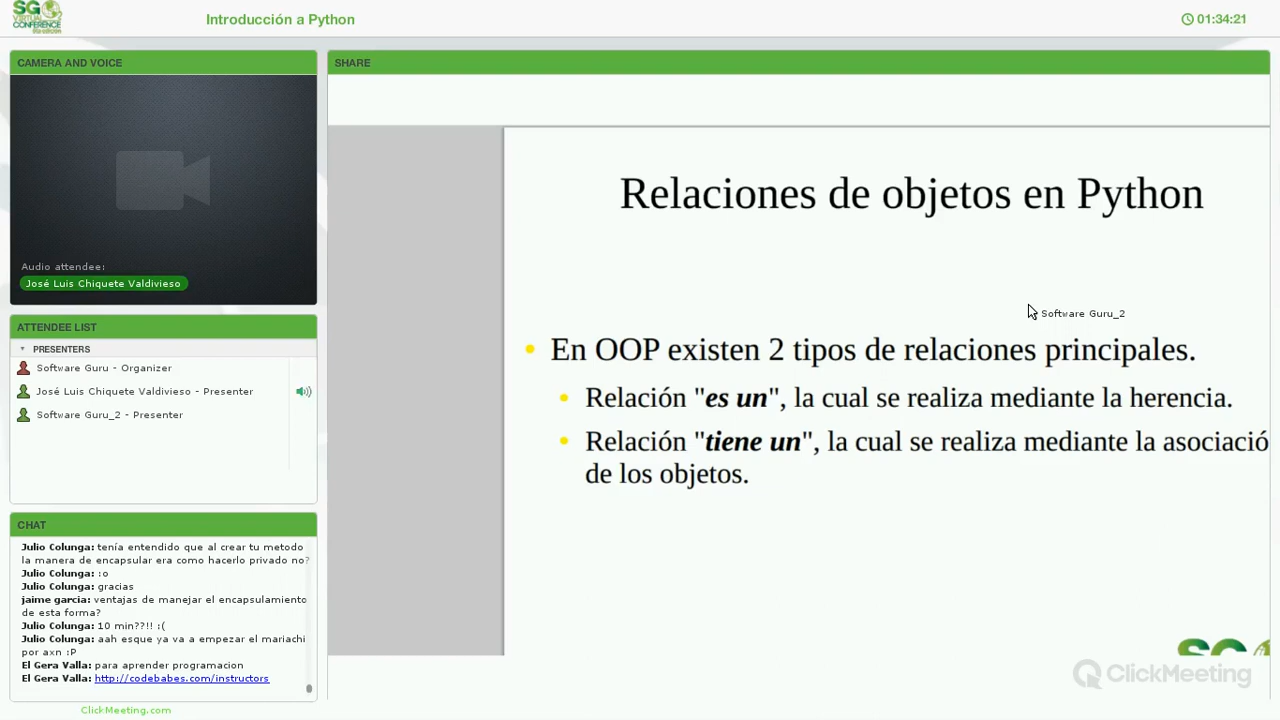 SG
VIRTUAL
CONFERENCE
Introducción a Python
01:34:21
CAMERA AND VOICE
Audio attendee:
José Luis Chiquete Valdivieso
ATTENDEE LIST
PRESENTERS
Software Guru - Organizer
José Luis Chiquete Valdivieso - Presenter
Software Guru_2 - Presenter
CHAT
Julio Colunga: tenía entendido que al crear tu metodo
la manera de encapsular era como hacerlo privado no?
Julio Colunga: :o
Julio Colunga: gracias
jaime garcia: ventajas de manejar el encapsulamiento
de esta forma?
Julio Colunga: 10 min??!! :(
Julio Colunga: aah esque ya va a empezar el mariachi
por axn :P
El Gera Valla: para aprender programacion
El Gera Valla: http://codebabes.com/instructors
ClickMeeting.com
SHARE
Relaciones de objetos en Python
Software Guru_2
• En OOP existen 2 tipos de relaciones principales.
• Relación "es un", la cual se realiza mediante la herencia.
• Relación "tiene un", la cual se realiza mediante la asociació
de los objetos.
SG
ClickMeeting